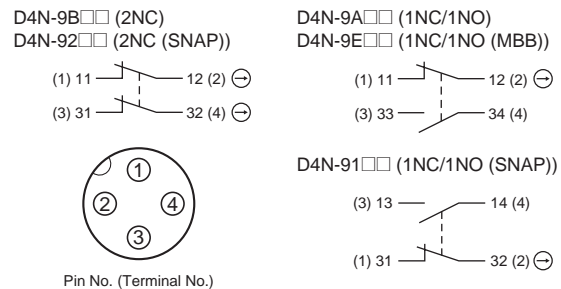 D4N-9B□□ (2NC)
D4N-92□□ (2NC (SNAP))
(1) 11 12 (2)
(3) 31 32 (4)
1
2 4
3
Pin No. (Terminal No.)
D4N-9A□□ (1NC/1NO)
D4N-9E□□ (1NC/1NO (MBB))
(1) 11 12 (2)
(3) 33 34 (4)
D4N-91□□ (1NC/1NO (SNAP))
(3) 13 14 (4)
(1) 31 32 (2)